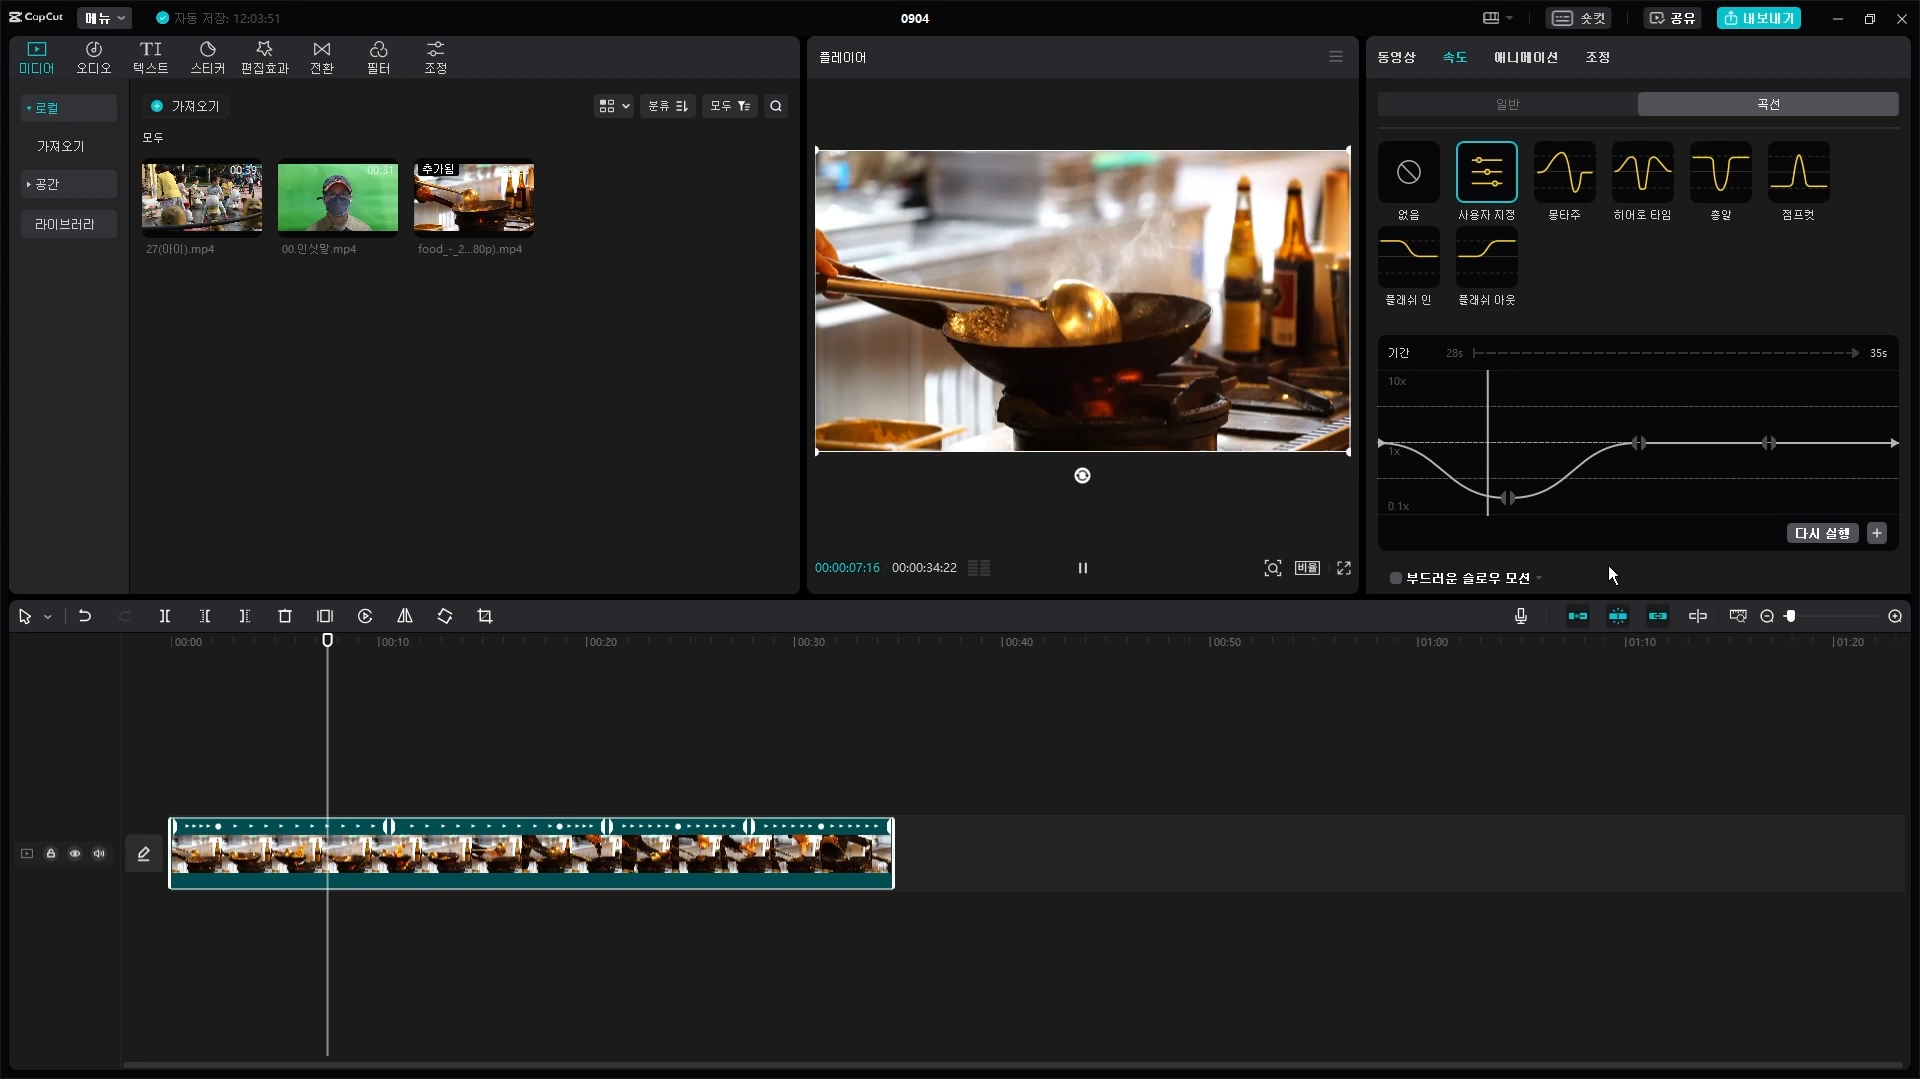 CapCut 메뉴 자동 저장: 12:03:51 0904 숏컷 공유 내보내기
미디어 오디오 텍스트 스티커 편집효과 전환 필터 조정
로컬
가져오기
공간
라이브러리
가져오기 분류 모두
모두
00:39 00:31 추가됨
27(아이).mp4 00.인삿말.mp4 food_-_2...80p).mp4
플레이어
00:00:07:16 00:00:34:22 비율
동영상 속도 애니메이션 조정
일반 곡선
없음 사용자 지정 몽타주 히어로 타임 총알 점프컷
플래쉬 인 플래쉬 아웃
기간 28s 35s
10x
1x
0.1x
다시 실행
부드러운 슬로우 모션
00:00 00:10 00:20 00:30 00:40 00:50 01:00 01:10 01:20